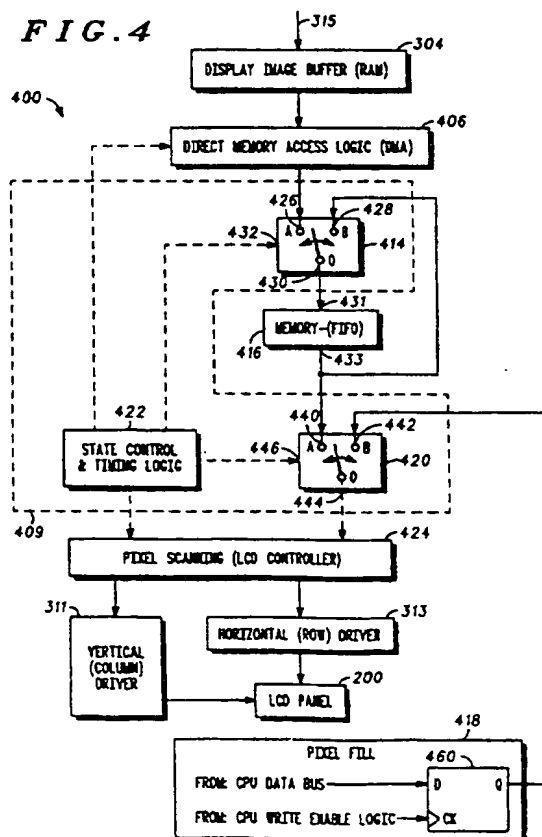 FIG.4
315
304
DISPLAY IMAGE BUFFER (RAM)
400
406
DIRECT MEMORY ACCESS LOGIC (DMA)
426
428
432
A
B
414
O
430
431
MEMORY-(FIFO)
416
433
422
440
442
STATE CONTROL
& TIMING LOGIC
446
A
B
420
O
444
409
424
PIXEL SCANNING (LCD CONTROLLER)
311
313
VERTICAL
(COLUMN)
DRIVER
HORIZONTAL (ROW) DRIVER
200
LCD PANEL
418
PIXEL FILL
460
FROM: CPU DATA BUS
D
Q
FROM: CPU WRITE ENABLE LOGIC
CK